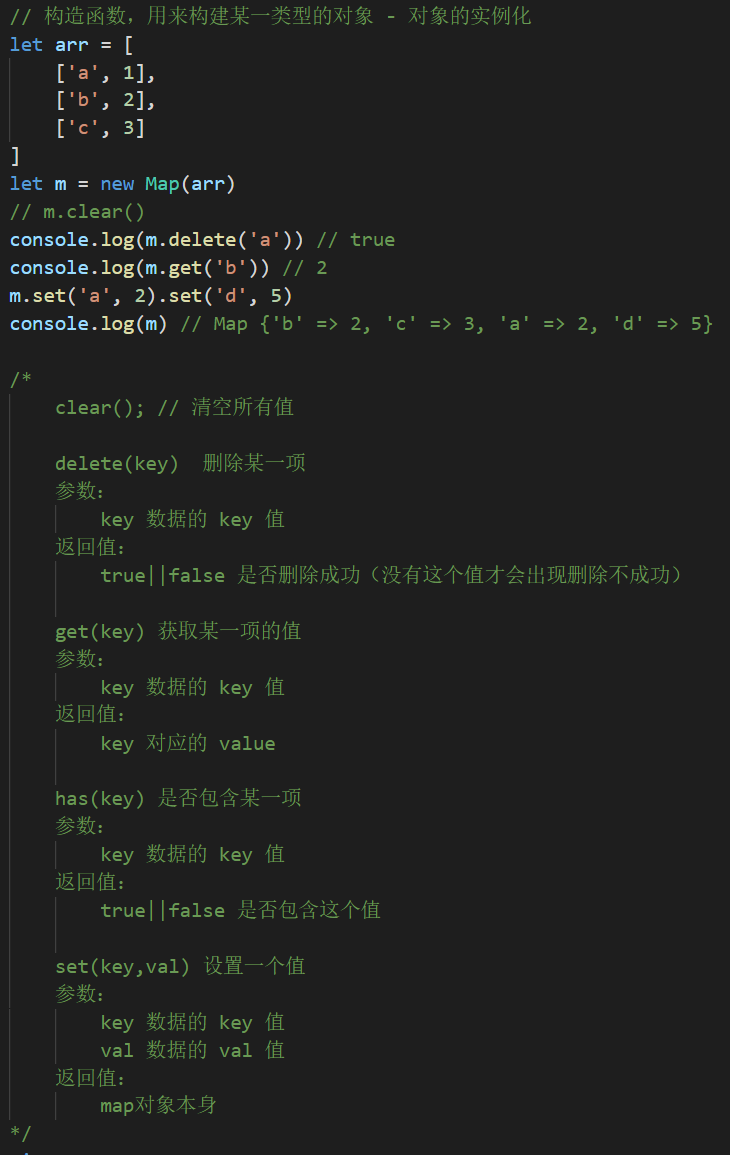 // 构造函数，用来构建某一类型的对象 - 对象的实例化
let arr = [
    ['a', 1],
    ['b', 2],
    ['c', 3]
]
let m = new Map(arr)
// m.clear()
console.log(m.delete('a')) // true
console.log(m.get('b')) // 2
m.set('a', 2).set('d', 5)
console.log(m) // Map {'b' => 2, 'c' => 3, 'a' => 2, 'd' => 5}
/*
    clear(); // 清空所有值
    delete(key)  删除某一项
    参数：
        key 数据的 key 值
    返回值：
        true||false 是否删除成功（没有这个值才会出现删除不成功）
    get(key) 获取某一项的值
    参数：
        key 数据的 key 值
    返回值：
        key 对应的 value
    has(key) 是否包含某一项
    参数：
        key 数据的 key 值
    返回值：
        true||false 是否包含这个值
    set(key,val) 设置一个值
    参数：
        key 数据的 key 值
        val 数据的 val 值
    返回值：
        map对象本身
*/